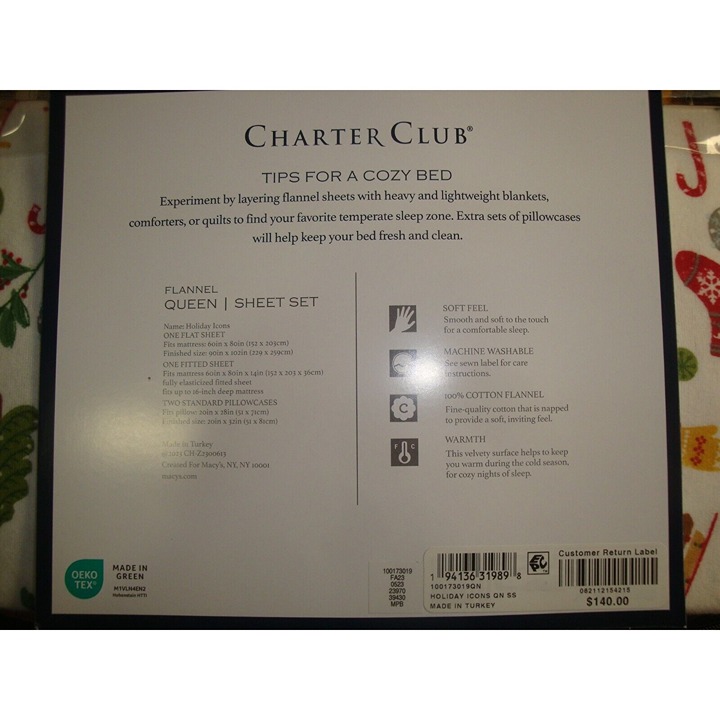 CHARTER CLUB®
TIPS FOR A COZY BED
Experiment by layering flannel sheets with heavy and lightweight blankets,
comforters, or quilts to find your favorite temperate sleep zone. Extra sets of pillowcases
will help keep your bed fresh and clean.
FLANNEL
QUEEN | SHEET SET
Name: Holiday Icons
ONE FLAT SHEET
Fits mattress: 60in x 80in (152 x 203cm)
Finished size: 90in x 102in (229 x 259cm)
ONE FITTED SHEET
Fits mattress 60in x 80in x 14in (152 x 203 x 36cm)
fully elasticized fitted sheet
fits up to 16-inch deep mattress
TWO STANDARD PILLOWCASES
Fits pillow: 20in x 28in (51 x 71cm)
Finished size: 20in x 32in (51 x 81cm)
Made in Turkey
©2023 CH-Z2300613
Created For Macy's, NY, NY 10001
macys.com
SOFT FEEL
Smooth and soft to the touch
for a comfortable sleep.
MACHINE WASHABLE
See sewn label for care
instructions.
C
100% COTTON FLANNEL
Fine-quality cotton that is napped
to provide a soft, inviting feel.
F C
WARMTH
This velvety surface helps to keep
you warm during the cold season,
for cozy nights of sleep.
OEKO
TEX®
MADE IN
GREEN
M1VLN4EH2
Hohenstein HTTI
100173019
FA23
0523
23970
39430
MPB
1 94136 31989 8
100173019QN
HOLIDAY ICONS QN SS
MADE IN TURKEY
Customer Return Label
082112154215
$140.00